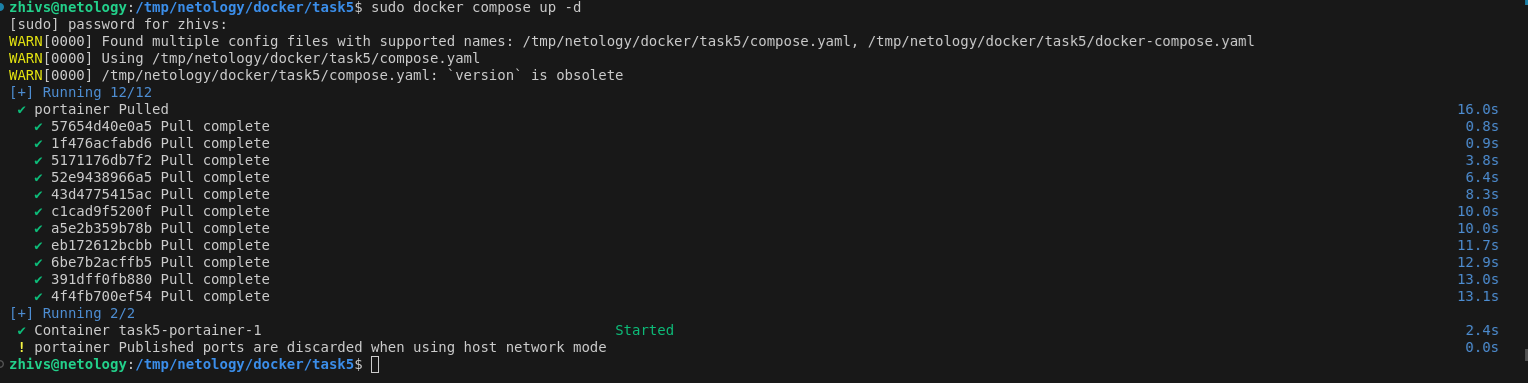 zhivs@netology:/tmp/netology/docker/task5$ sudo docker compose up -d
[sudo] password for zhivs:
WARN[0000] Found multiple config files with supported names: /tmp/netology/docker/task5/compose.yaml, /tmp/netology/docker/task5/docker-compose.yaml
WARN[0000] Using /tmp/netology/docker/task5/compose.yaml
WARN[0000] /tmp/netology/docker/task5/compose.yaml: `version` is obsolete
[+] Running 12/12
✔ portainer Pulled 16.0s
✔ 57654d40e0a5 Pull complete 0.8s
✔ 1f476acfabd6 Pull complete 0.9s
✔ 5171176db7f2 Pull complete 3.8s
✔ 52e9438966a5 Pull complete 6.4s
✔ 43d4775415ac Pull complete 8.3s
✔ c1cad9f5200f Pull complete 10.0s
✔ a5e2b359b78b Pull complete 10.0s
✔ eb172612bcbb Pull complete 11.7s
✔ 6be7b2acffb5 Pull complete 12.9s
✔ 391dff0fb880 Pull complete 13.0s
✔ 4f4fb700ef54 Pull complete 13.1s
[+] Running 2/2
✔ Container task5-portainer-1 Started 2.4s
! portainer Published ports are discarded when using host network mode 0.0s
zhivs@netology:/tmp/netology/docker/task5$